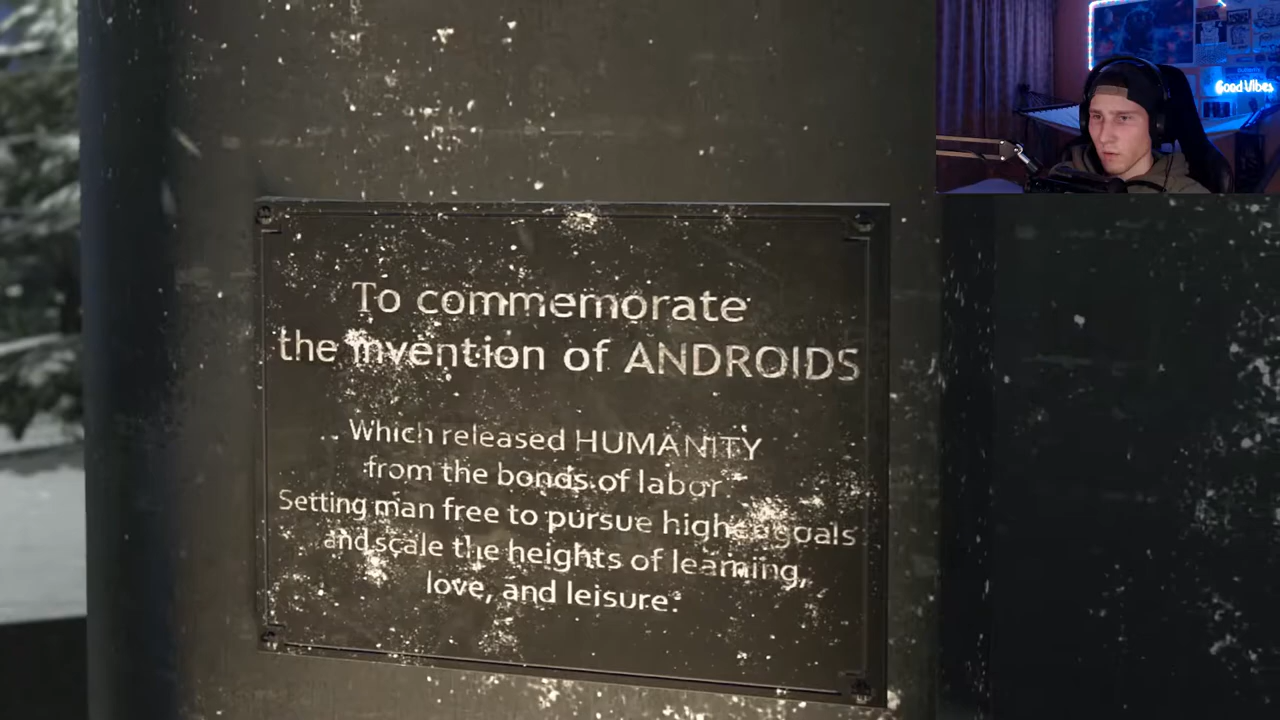 Good Vibes
To commemorate
the invention of ANDROIDS
Which released HUMANITY
from the bonds of labor
Setting man free to pursue higher goals
and scale the heights of learning,
love, and leisure.